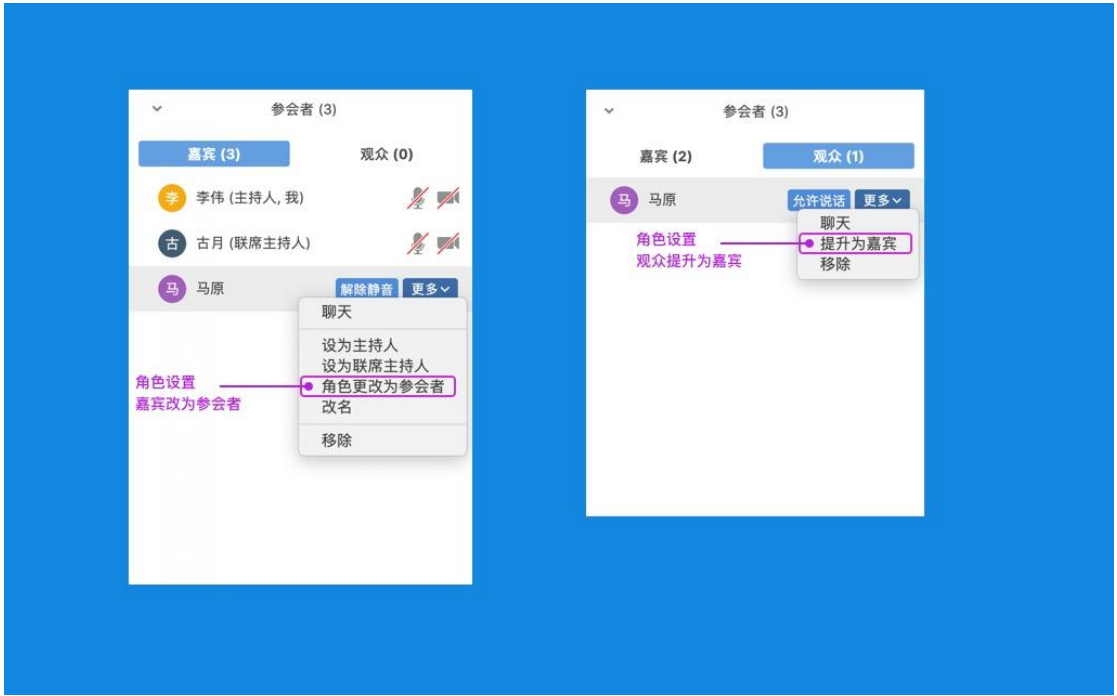 参会者 (3)
嘉宾 (3) 观众 (0)
李 李伟 (主持人, 我)
古 古月 (联席主持人)
马 马原 解除静音 更多
聊天
设为主持人
设为联席主持人
角色更改为参会者
改名
移除
角色设置
嘉宾改为参会者
参会者 (3)
嘉宾 (2) 观众 (1)
马 马原 允许说话 更多
聊天
提升为嘉宾
移除
角色设置
观众提升为嘉宾